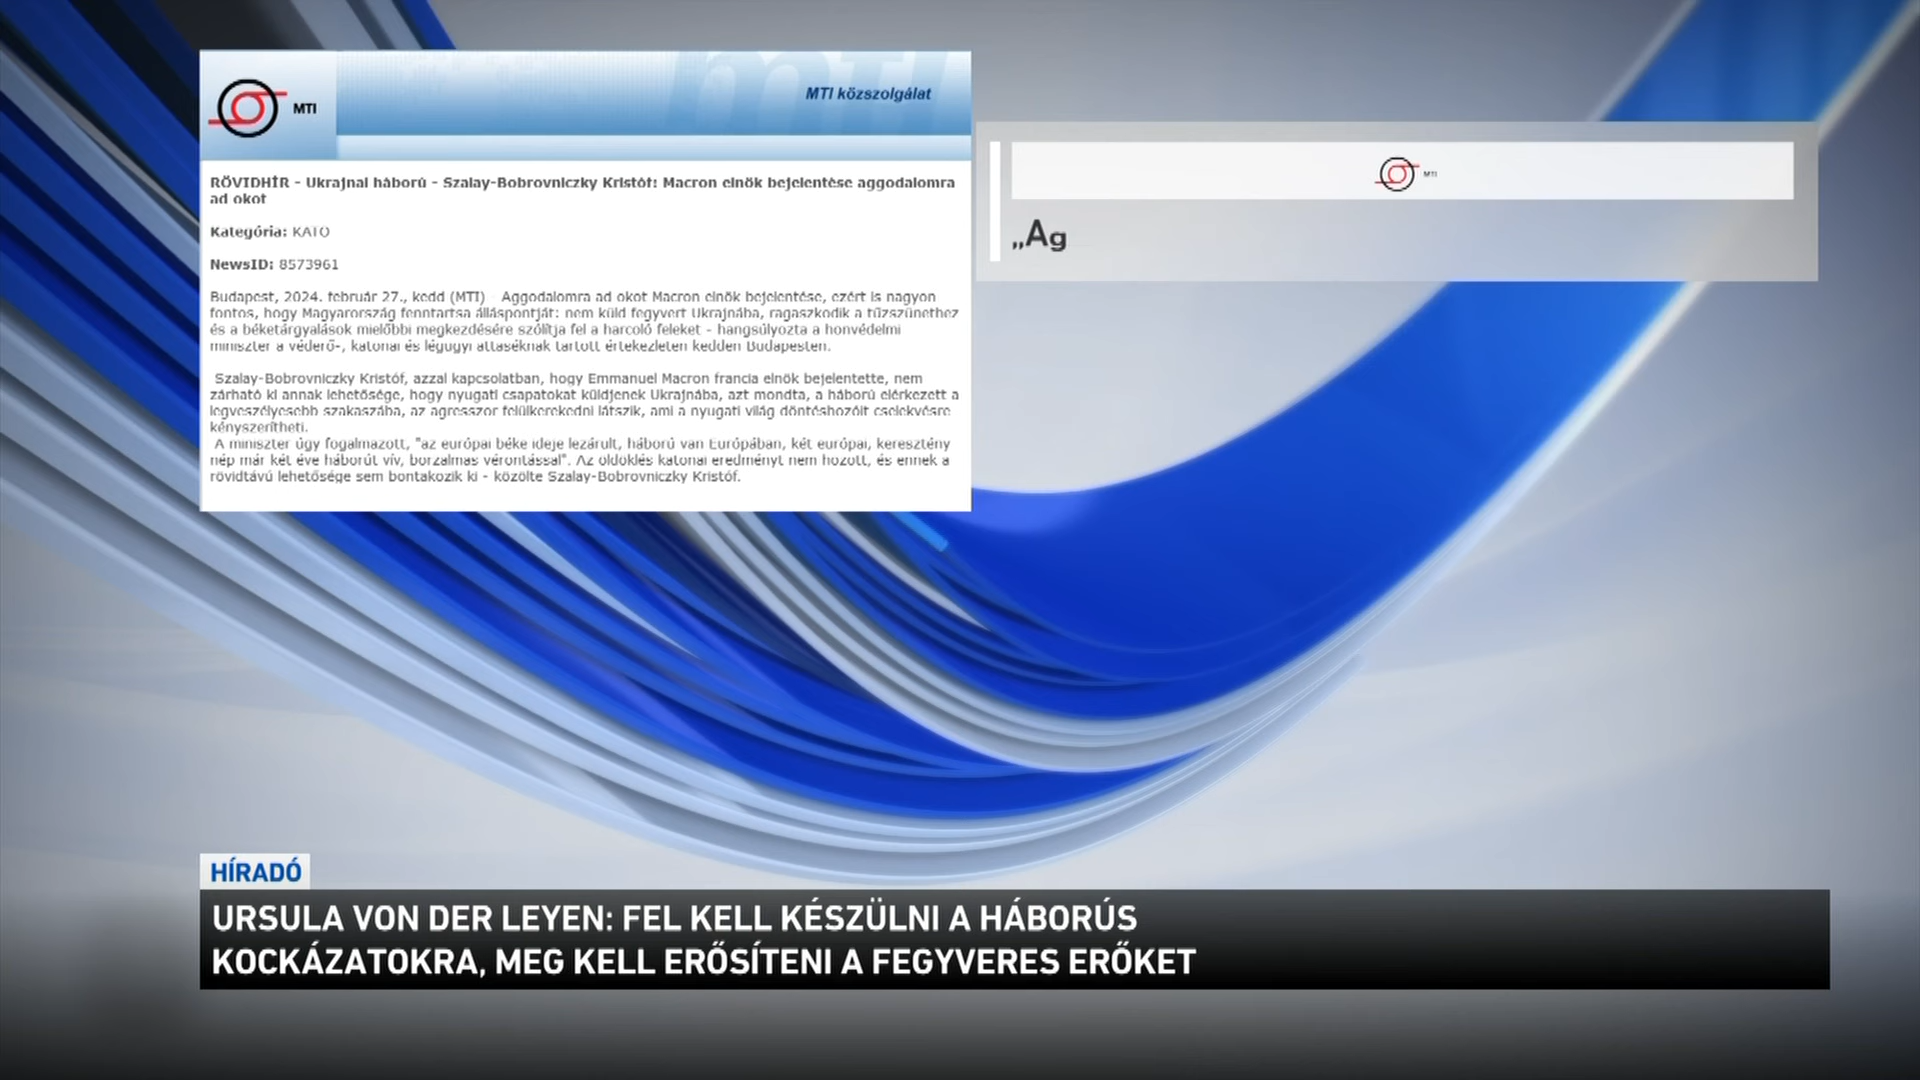 MTI
MTI közszolgálat
RÖVIDHÍR - Ukrajnai háború - Szalay-Bobrovniczky Kristóf: Macron elnök bejelentése aggodalomra
ad okot
Kategória: KATO
NewsID: 8573961
Budapest, 2024. február 27., kedd (MTI) - Aggodalomra ad okot Macron elnök bejelentése, ezért is nagyon
fontos, hogy Magyarország fenntartsa álláspontját: nem küld fegyvert Ukrajnába, ragaszkodik a tűzszünethez
és a béketárgyalások mielőbbi megkezdésére szólítja fel a harcoló feleket - hangsúlyozta a honvédelmi
miniszter a véderő-, katonai és légügyi attaséknak tartott értekezleten kedden Budapesten.
Szalay-Bobrovniczky Kristóf, azzal kapcsolatban, hogy Emmanuel Macron francia elnök bejelentette, nem
zárható ki annak lehetősége, hogy nyugati csapatokat küldjenek Ukrajnába, azt mondta, a háború elérkezett a
legveszélyesebb szakaszába, az agresszor felülkerekedni látszik, ami a nyugati világ döntéshozóit cselekvésre
kényszerítheti.
A miniszter úgy fogalmazott, "az európai béke ideje lezárult, háború van Európában, két európai, keresztény
nép már két éve háborút vív, borzalmas vérontással". Az öldöklés katonai eredményt nem hozott, és ennek a
rövidtávú lehetősége sem bontakozik ki - közölte Szalay-Bobrovniczky Kristóf.
MTI
„Ag
HÍRADÓ
URSULA VON DER LEYEN: FEL KELL KÉSZÜLNI A HÁBORÚS
KOCKÁZATOKRA, MEG KELL ERŐSÍTENI A FEGYVERES ERŐKET